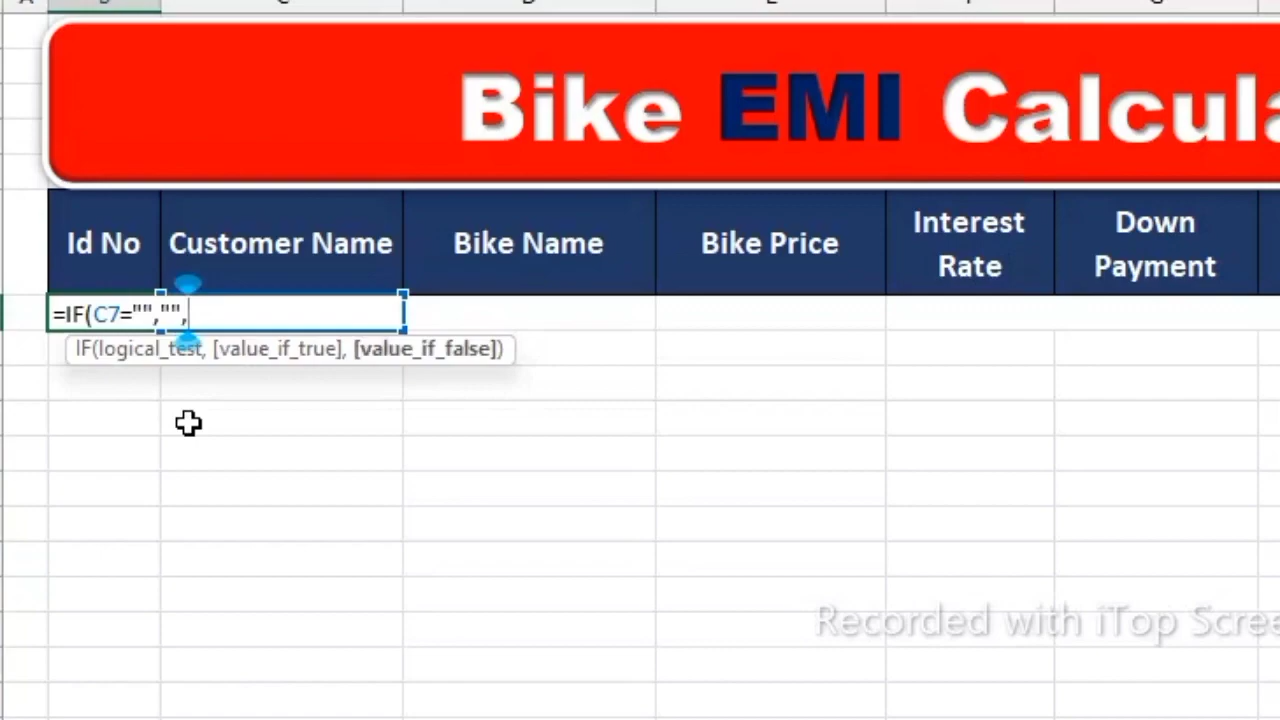 Bike EMI Calcula
Id No
Customer Name
Bike Name
Bike Price
Interest
Rate
Down
Payment
=IF(C7="","",
IF(logical_test, [value_if_true], [value_if_false])
Recorded with iTop Scree